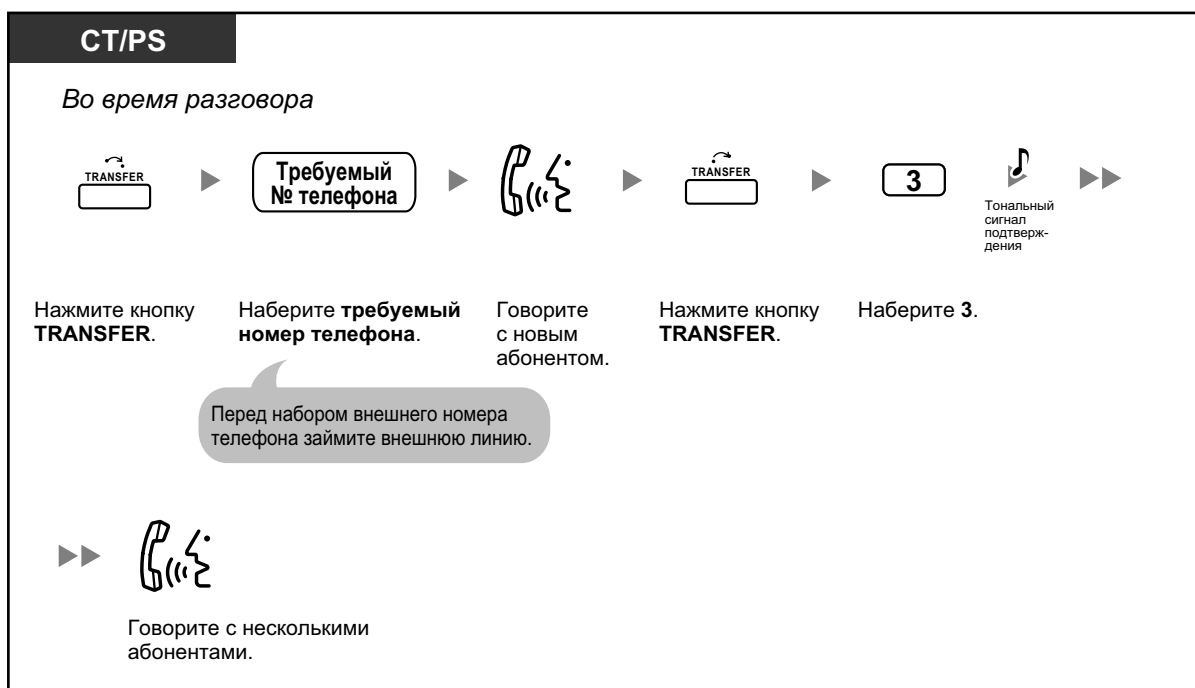 CT/PS
Во время разговора
TRANSFER
Требуемый
№ телефона
TRANSFER
3
Тональный
сигнал
подтверж-
дения
Нажмите кнопку
TRANSFER.
Наберите требуемый
номер телефона.
Говорите
с новым
абонентом.
Нажмите кнопку
TRANSFER.
Наберите 3.
Перед набором внешнего номера
телефона займите внешнюю линию.
Говорите с несколькими
абонентами.